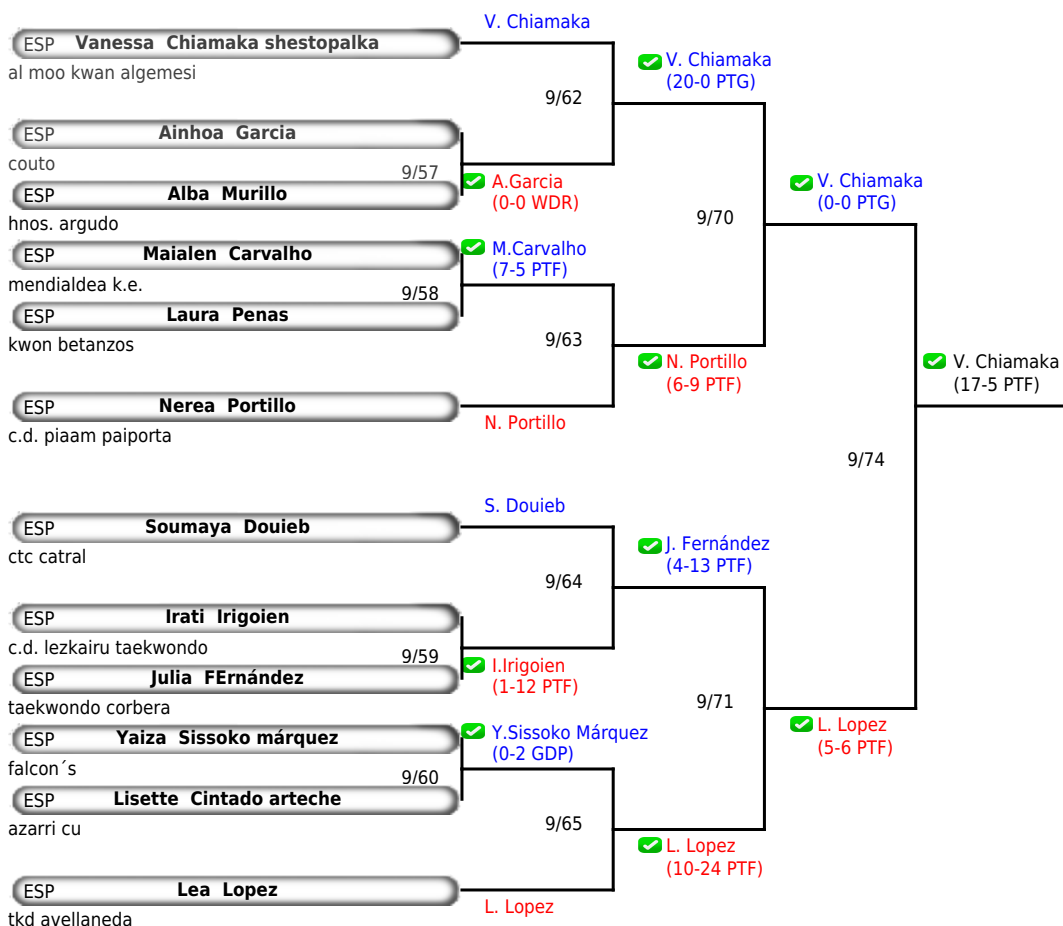 V. Chiamaka
ESP Vanessa Chiamaka shestopalka
al moo kwan algemesi
V. Chiamaka
(20-0 PTG)
9/62
ESP Ainhoa Garcia
couto
9/57
A.Garcia
(0-0 WDR)
ESP Alba Murillo
hnos. argudo
V. Chiamaka
(0-0 PTG)
9/70
ESP Maialen Carvalho
mendialdea k.e.
M.Carvalho
(7-5 PTF)
9/58
ESP Laura Penas
kwon betanzos
9/63
N. Portillo
(6-9 PTF)
V. Chiamaka
(17-5 PTF)
ESP Nerea Portillo
c.d. piaam paiporta
N. Portillo
9/74
S. Douieb
ESP Soumaya Douieb
ctc catral
J. Fernández
(4-13 PTF)
9/64
ESP Irati Irigoien
c.d. lezkairu taekwondo
9/59
I.Irigoien
(1-12 PTF)
ESP Julia FErnández
taekwondo corbera
9/71
ESP Yaiza Sissoko márquez
falcon´s
Y.Sissoko Márquez
(0-2 GDP)
L. Lopez
(5-6 PTF)
9/60
ESP Lisette Cintado arteche
azarri cu
9/65
L. Lopez
(10-24 PTF)
ESP Lea Lopez
tkd avellaneda
L. Lopez